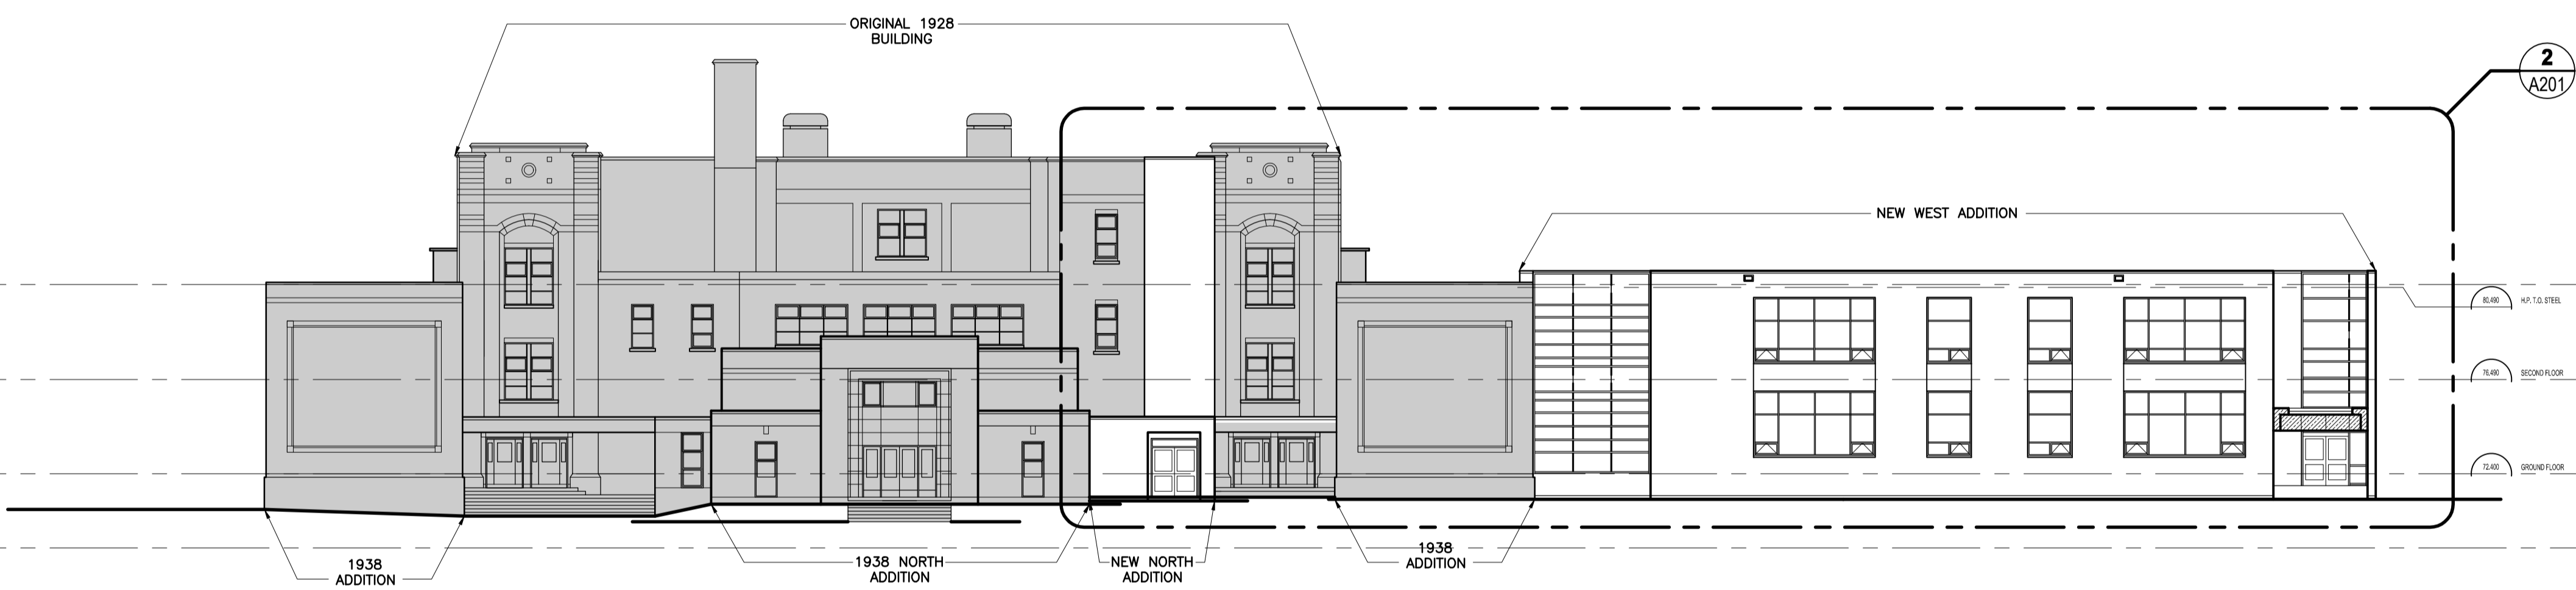 ORIGINAL 1928
BUILDING
2
A201
NEW WEST ADDITION
80.490 H.P. T.O. STEEL
76.490 SECOND FLOOR
72.400 GROUND FLOOR
1938
ADDITION
1938 NORTH
ADDITION
NEW NORTH
ADDITION
1938
ADDITION